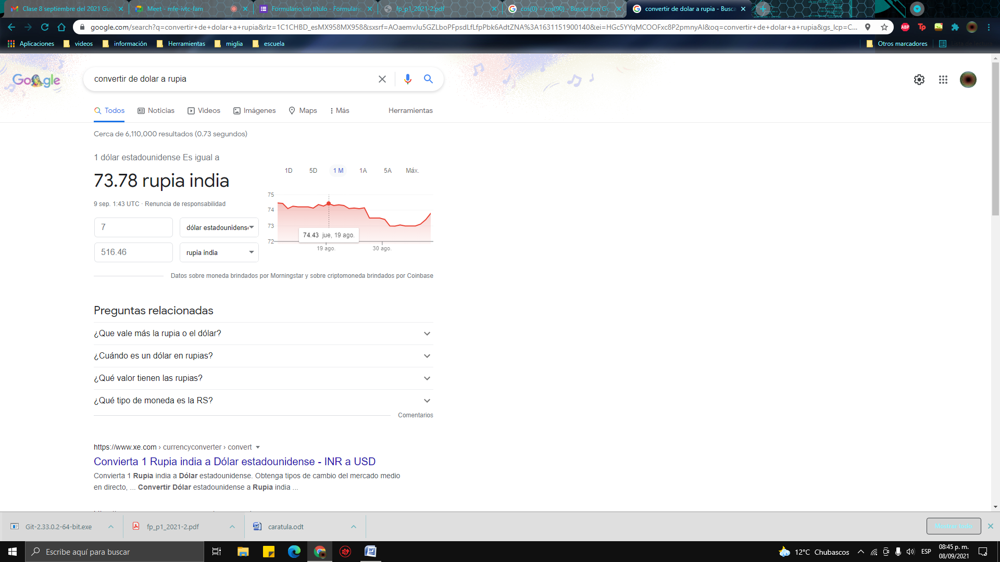 Clase 8 septiembre del 2021 Gui
Meet - mfe-ivtc-fam
Formulario sin título - Formulario
fp_p1_2021-2.pdf
cos(0) + cos(90) - Buscar con Go
convertir de dolar a rupia - Busca
google.com/search?q=convertir+de+dolar+a+rupia&rlz=1C1CHBD_esMX958MX958&sxsrf=AOaemvJu5GZLboPFpsdLfLfpPbk6AdtZNA%3A1631151900140&ei=HGc5YYqMCOOFxc8P2pmnyAI&oq=convertir+de+dolar+a+rupia&gs_lcp=C...
ABP
Tp
Aplicaciones
videos
información
Herramientas
miglia
escuela
Otros marcadores
Google
convertir de dolar a rupia
Todos
Noticias
Videos
Imágenes
Maps
Más
Herramientas
Cerca de 6,110,000 resultados (0.73 segundos)
1 dólar estadounidense Es igual a
73.78 rupia india
9 sep. 1:43 UTC · Renuncia de responsabilidad
7
dólar estadounidens
516.46
rupia india
1D
5D
1 M
1A
5A
Máx.
75
74
73
72
74.43 jue, 19 ago.
19 ago.
30 ago.
Datos sobre moneda brindados por Morningstar y sobre criptomoneda brindados por Coinbase
Preguntas relacionadas
¿Que vale más la rupia o el dólar?
¿Cuándo es un dólar en rupias?
¿Qué valor tienen las rupias?
¿Qué tipo de moneda es la RS?
Comentarios
https://www.xe.com › currencyconverter › convert
Convierta 1 Rupia india a Dólar estadounidense - INR a USD
Convierta 1 Rupia india a Dólar estadounidense. Obtenga tipos de cambio del mercado medio
en directo, ... Convertir Dólar estadounidense a Rupia india ...
Git-2.33.0.2-64-bit.exe
fp_p1_2021-2.pdf
caratula.odt
Mostrar todo
Escribe aquí para buscar
12°C Chubascos
ESP
08:45 p. m.
08/09/2021